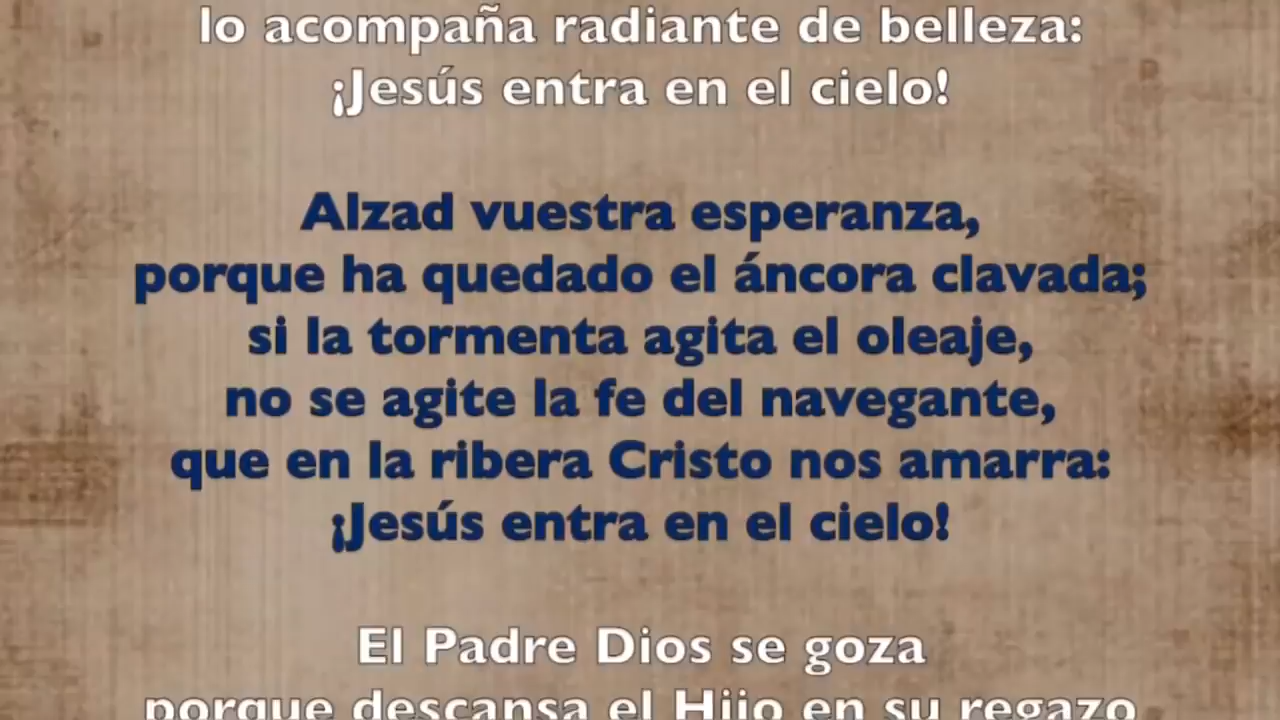 lo acompaña radiante de belleza:
¡Jesús entra en el cielo!
Alzad vuestra esperanza,
porque ha quedado el áncora clavada;
si la tormenta agita el oleaje,
no se agite la fe del navegante,
que en la ribera Cristo nos amarra:
¡Jesús entra en el cielo!
El Padre Dios se goza
porque descansa el Hijo en su regazo